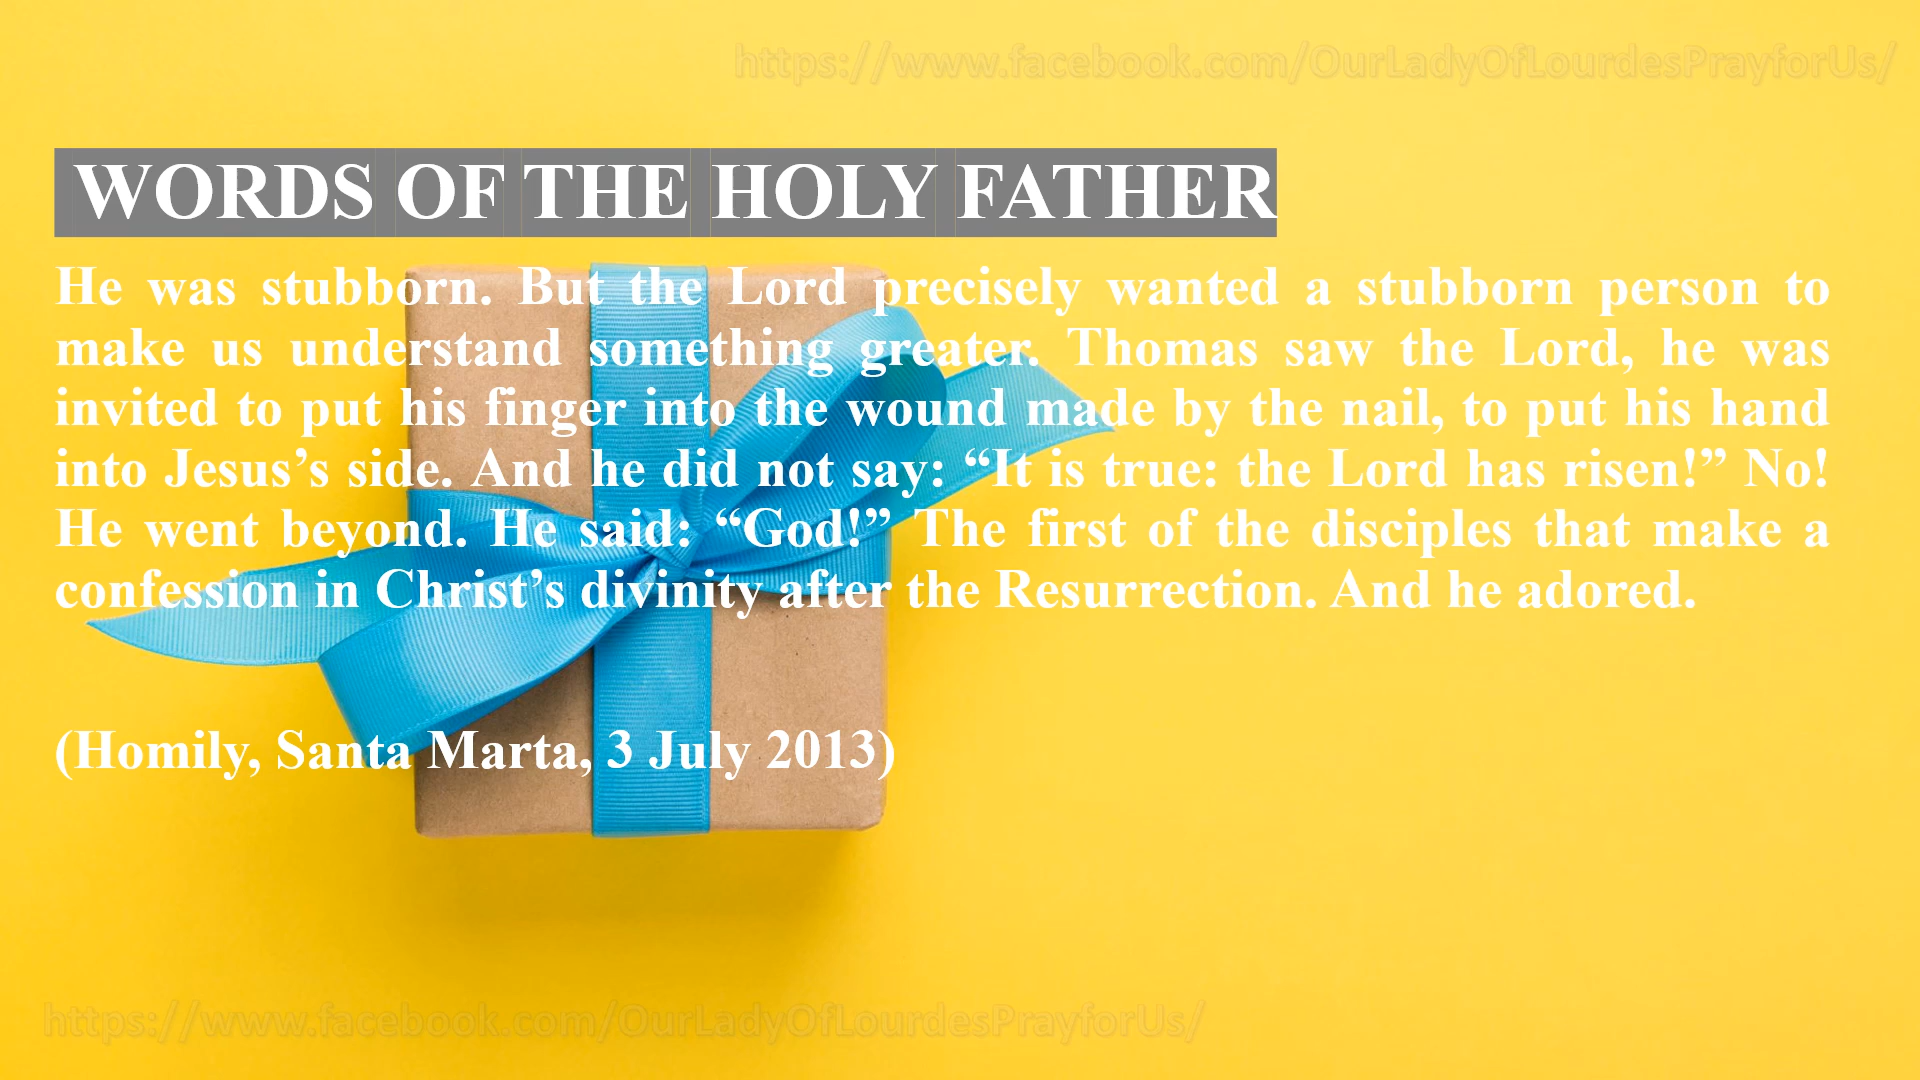 https://www.facebook.com/OurLadyOfLourdesPrayforUs/
WORDS OF THE HOLY FATHER
He was stubborn. But the Lord precisely wanted a stubborn person to
make us understand something greater. Thomas saw the Lord, he was
invited to put his finger into the wound made by the nail, to put his hand
into Jesus’s side. And he did not say: “It is true: the Lord has risen!” No!
He went beyond. He said: “God!” The first of the disciples that make a
confession in Christ’s divinity after the Resurrection. And he adored.
(Homily, Santa Marta, 3 July 2013)
https://www.facebook.com/OurLadyOfLourdesPrayforUs/